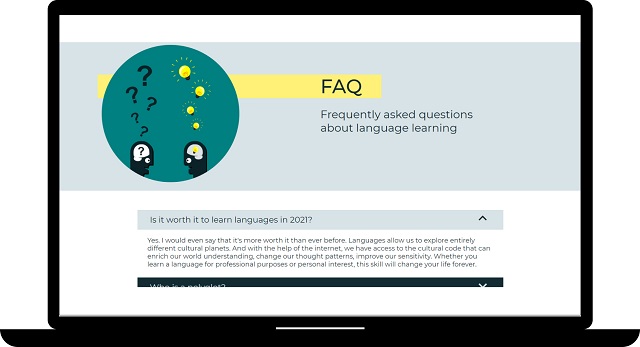 FAQ
Frequently asked questions
about language learning
Is it worth it to learn languages in 2021?
Yes. I would even say that it's more worth it than ever before. Languages allow us to explore entirely
different cultural planets. And with the help of the internet, we have access to the cultural code that can
enrich our world understanding, change our thought patterns, improve our sensitivity. Whether you
learn a language for professional purposes or personal interest, this skill will change your life forever.
Who is a polyglot?